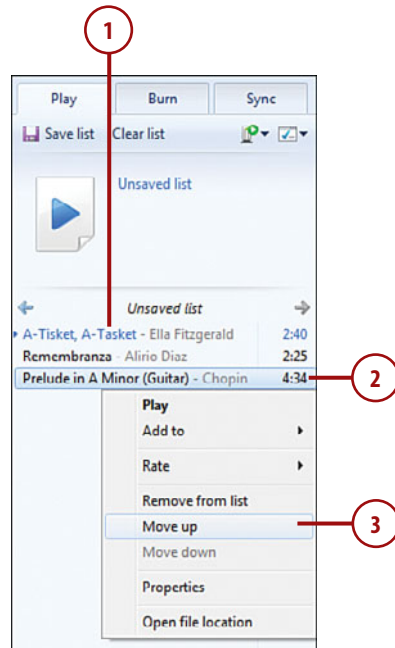 1
Play Burn Sync
Save list Clear list
Unsaved list
Unsaved list
A-Tisket, A-Tasket - Ella Fitzgerald 2:40
Remembranza - Alirio Diaz 2:25
Prelude in A Minor (Guitar) - Chopin 4:34
2
Play
Add to
Rate
Remove from list
Move up
3
Move down
Properties
Open file location